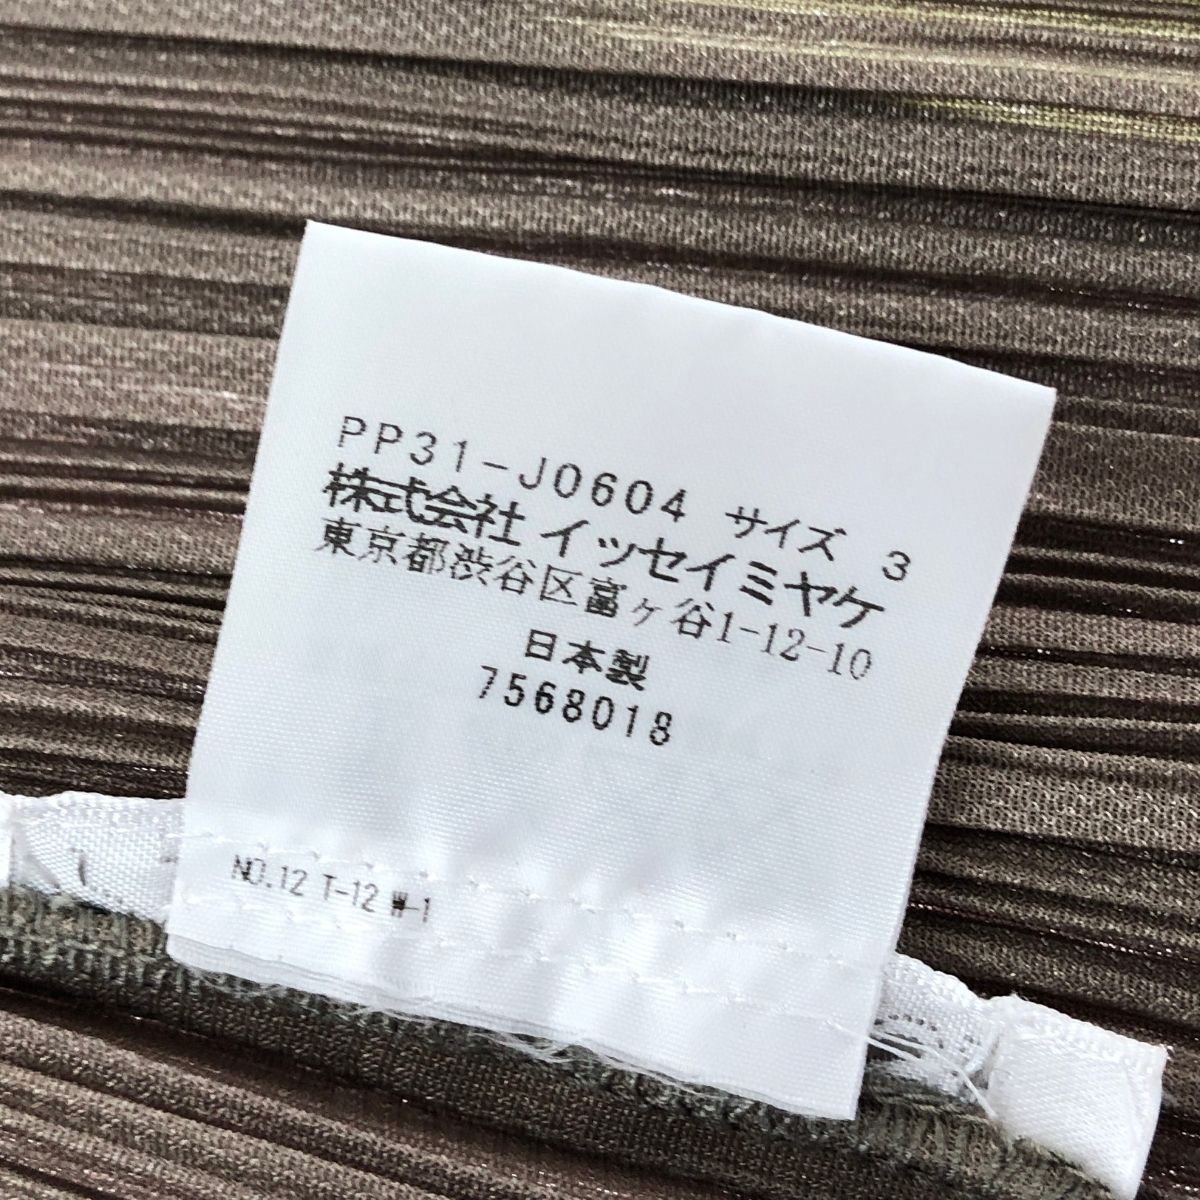 PP31-J0604 サイズ 3
株式会社 イッセイミヤケ
東京都渋谷区富ヶ谷1-12-10
日本製
7568018
NO.12 T-12 W-1